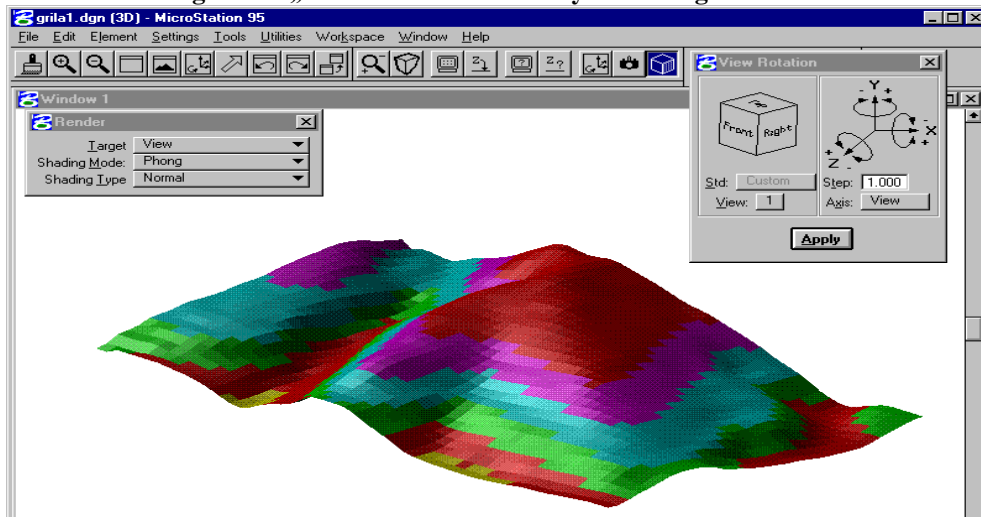 grila1.dgn (3D) - MicroStation 95
File Edit Element Settings Tools Utilities Workspace Window Help
Window 1
Render
Target View
Shading Mode: Phong
Shading Type Normal
View Rotation
Front Right
Y
X
Z
Std: Custom
View: 1
Step: 1.000
Axis: View
Apply